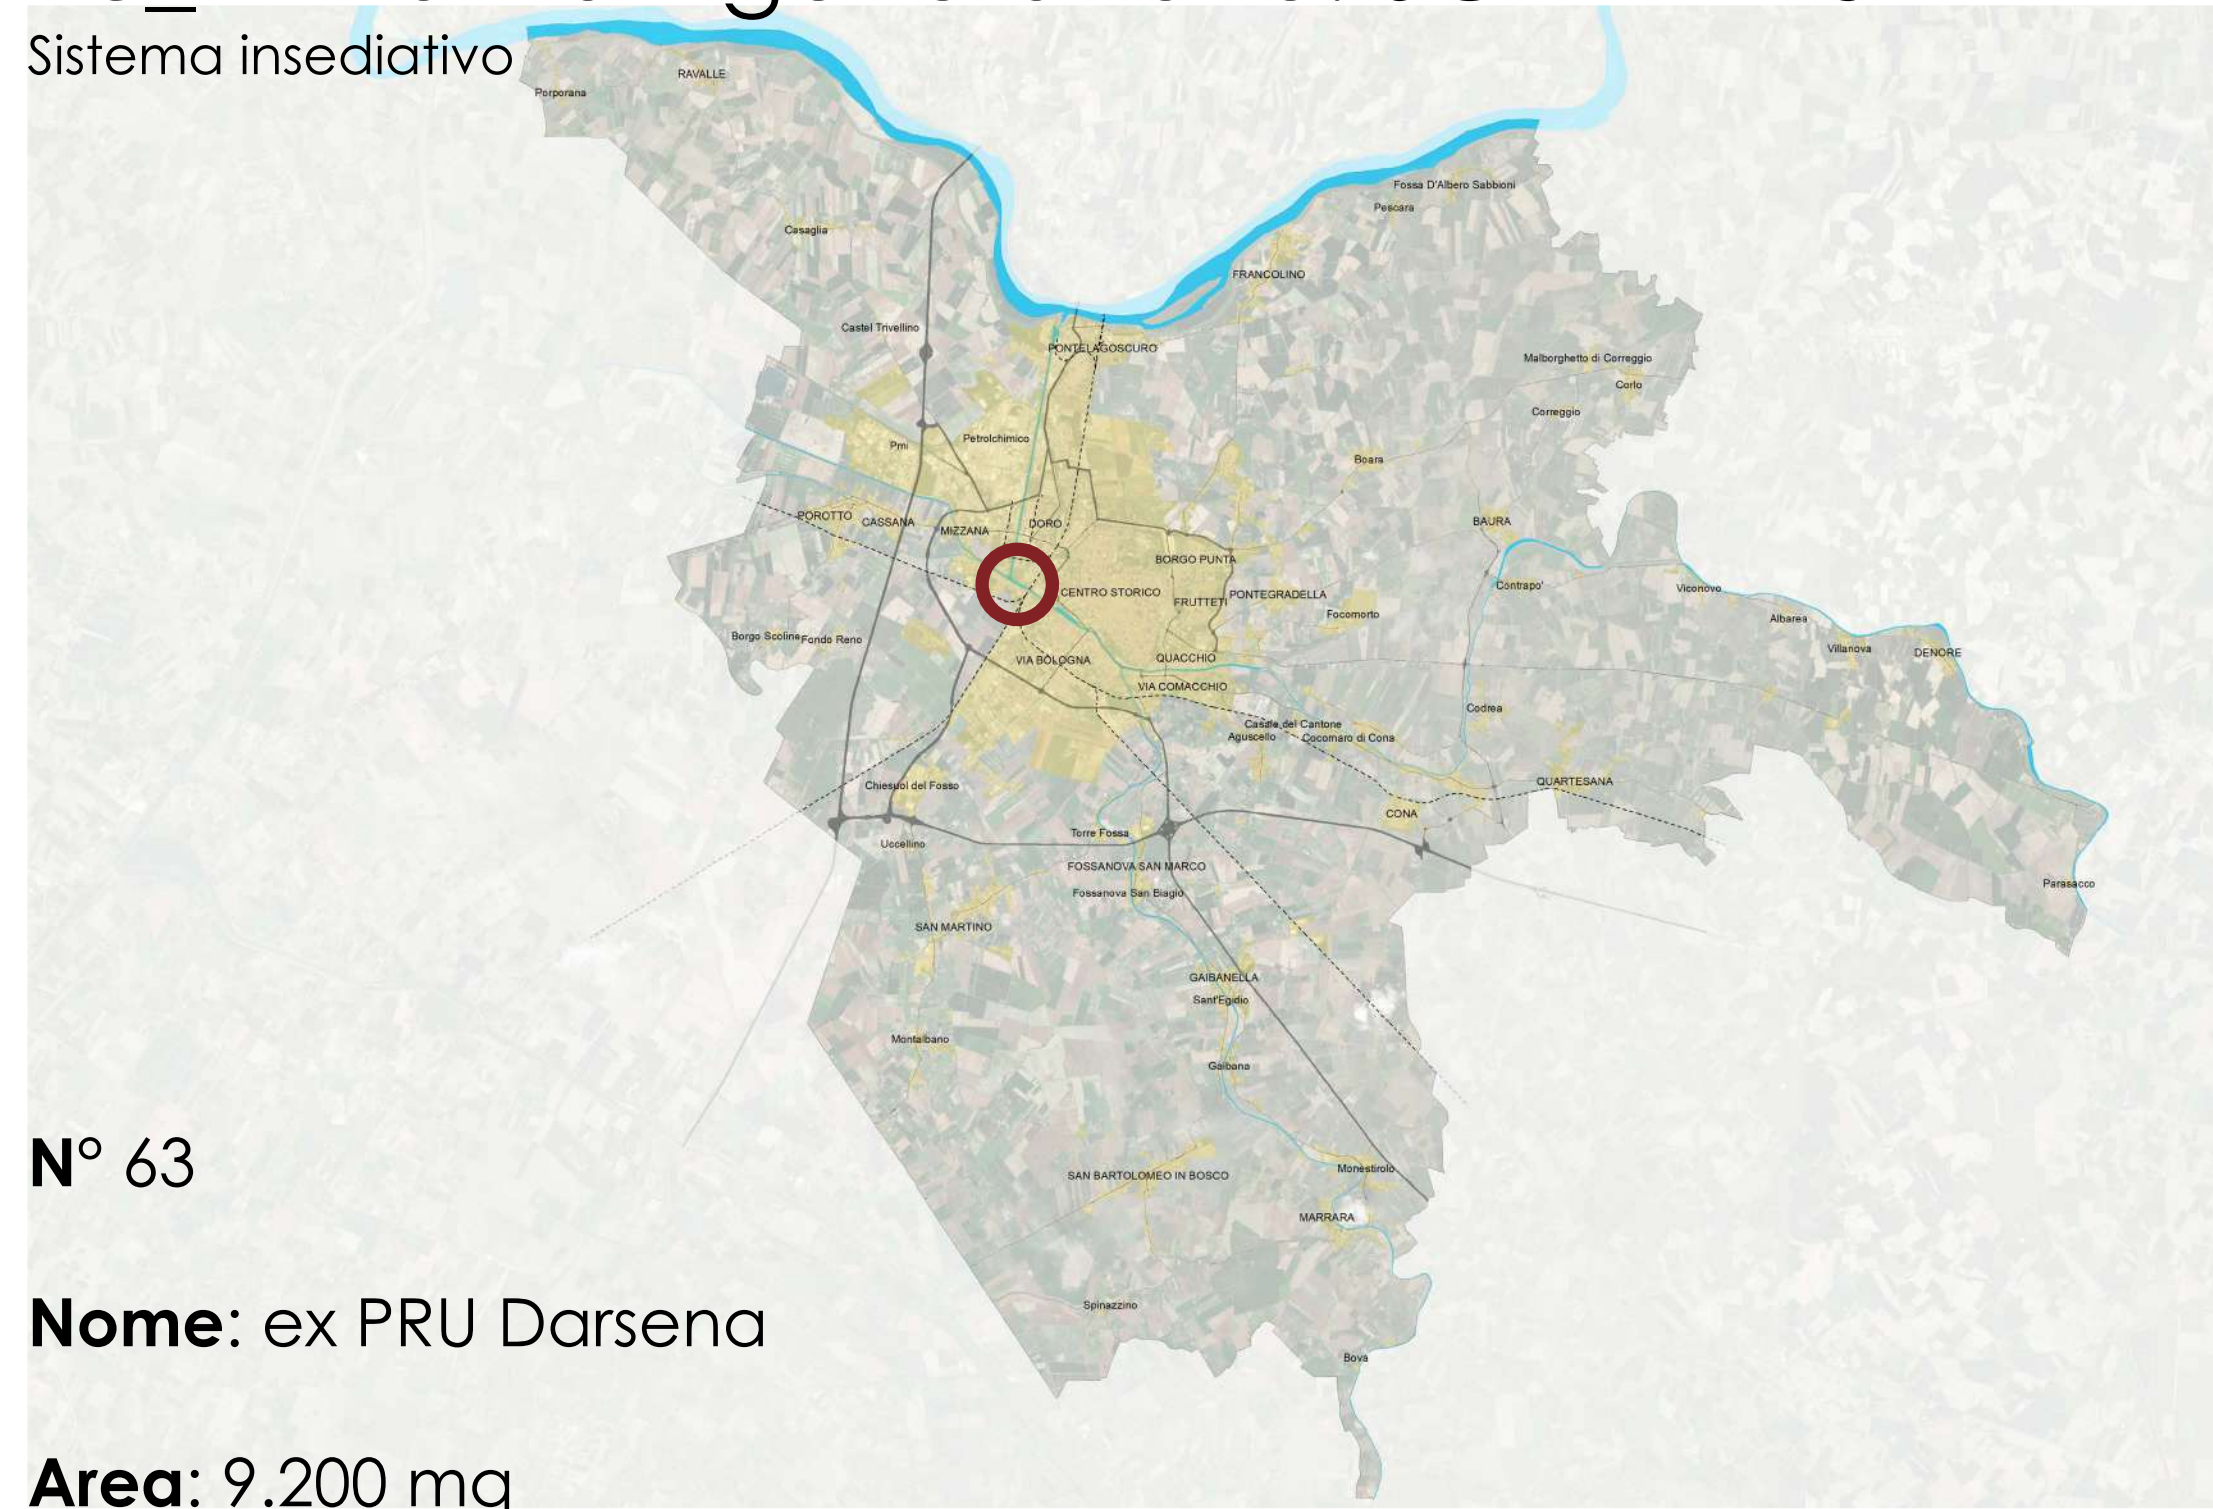 Sistema insediativo
RAVALLE
Porporana
Fossa D'Albero Sabbioni
Pescara
Casaglia
FRANCOLINO
Castel Trivellino
PONTELAGOSCURO
Malborghetto di Correggio
Corlo
Correggio
Petrolchimico
Pmi
Boara
POROTTO
CASSANA
MIZZANA
DORO
BAURA
BORGO PUNTA
CENTRO STORICO
FRUTTETI
PONTEGRADELLA
Contrapo'
Viconovo
Focomorto
Albarea
Borgo Scoline
Fondo Reno
Villanova
DENORE
VIA BOLOGNA
QUACCHIO
VIA COMACCHIO
Codrea
Casale del Cantone
Aguscello
Cocomaro di Cona
Chiesuol del Fosso
QUARTESANA
CONA
Torre Fossa
Uccellino
FOSSANOVA SAN MARCO
Fossanova San Biagio
Parasacco
SAN MARTINO
GAIBANELLA
Sant'Egidio
Montalbano
Gaibana
N° 63
SAN BARTOLOMEO IN BOSCO
Monestirolo
MARRARA
Spinazzino
Nome: ex PRU Darsena
Bova
Area: 9.200 mq